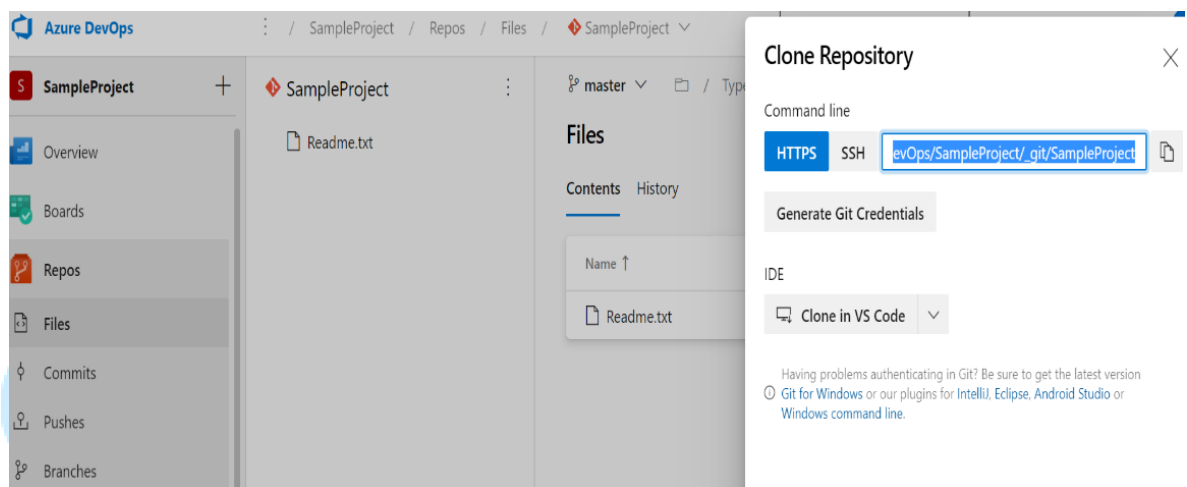 Azure DevOps
/ SampleProject / Repos / Files / SampleProject
S SampleProject +
Overview
Boards
Repos
Files
Commits
Pushes
Branches
SampleProject
Readme.txt
master / Type
Files
Contents History
Name ↑
Readme.txt
Clone Repository
Command line
HTTPS SSH evOps/SampleProject/_git/SampleProject
Generate Git Credentials
IDE
Clone in VS Code
Having problems authenticating in Git? Be sure to get the latest version
Git for Windows or our plugins for IntelliJ, Eclipse, Android Studio or
Windows command line.